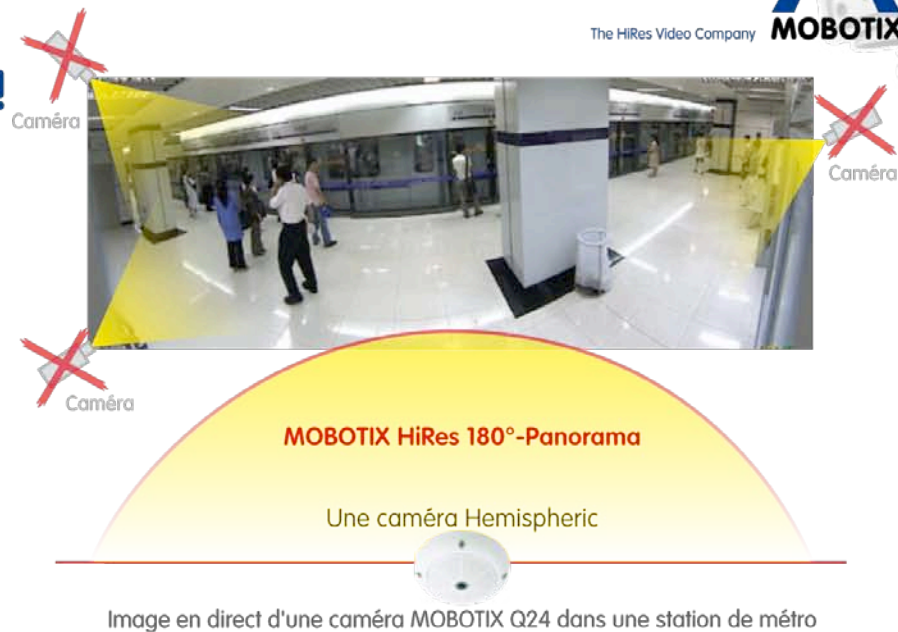 The HiRes Video Company MOBOTIX
!
Caméra
Caméra
Caméra
MOBOTIX HiRes 180°-Panorama
Une caméra Hemispheric
Image en direct d'une caméra MOBOTIX Q24 dans une station de métro